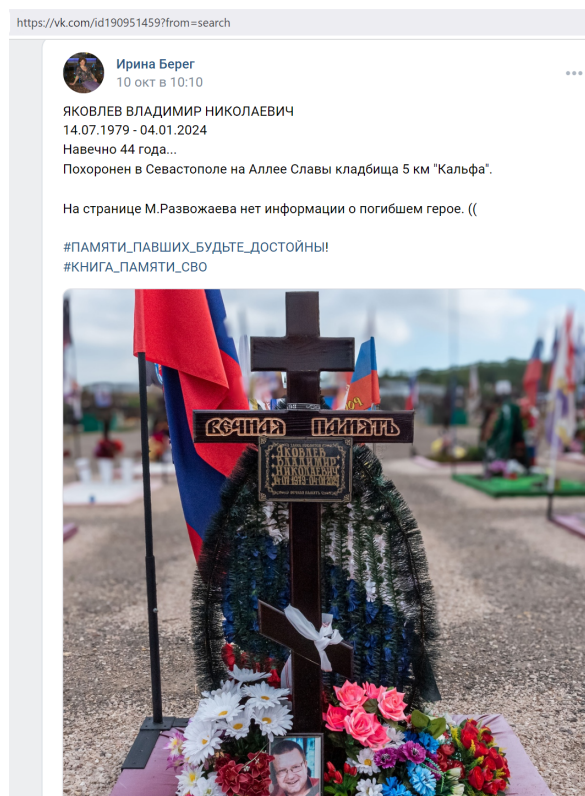 https://vk.com/id190951459?from=search
Ирина Берег
10 окт в 10:10
ЯКОВЛЕВ ВЛАДИМИР НИКОЛАЕВИЧ
14.07.1979 - 04.01.2024
Навечно 44 года...
Похоронен в Севастополе на Аллее Славы кладбища 5 км "Кальфа".
На странице М.Развожаева нет информации о погибшем герое. ((
#ПАМЯТИ_ПАВШИХ_БУДЬТЕ_ДОСТОЙНЫ!
#КНИГА_ПАМЯТИ_СВО
ВЕЧНАЯ ПАМЯТЬ
ЯКОВЛЕВ
ВЛАДИМИР
НИКОЛАЕВИЧ